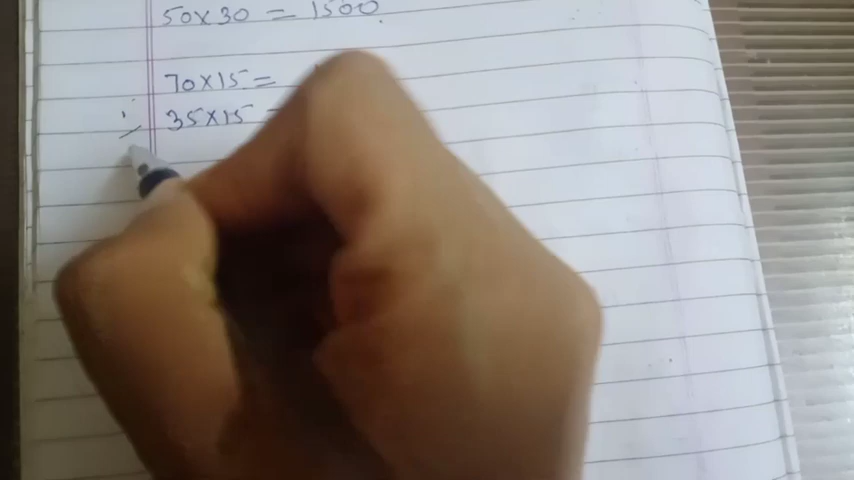 50x30 = 1500
70x15=
35x15 =
÷